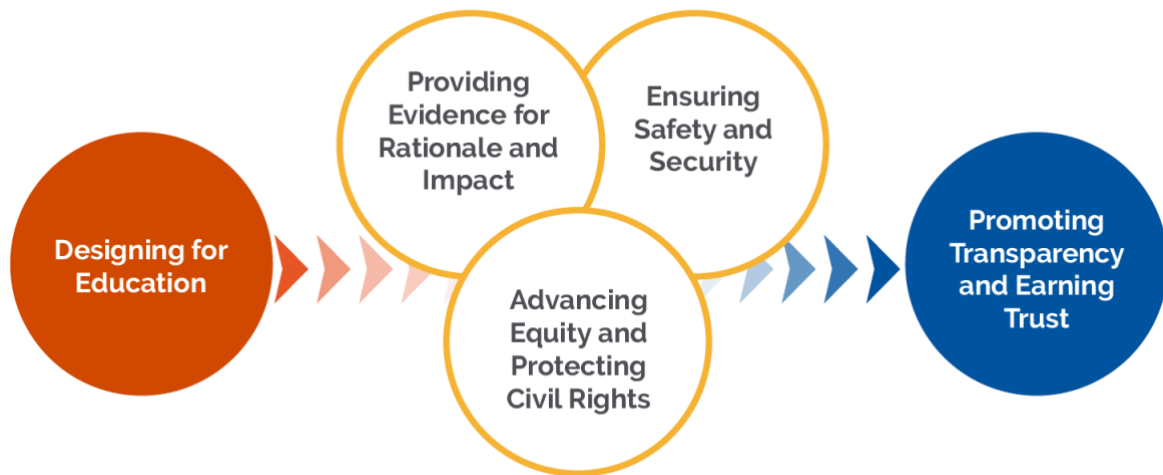 Designing for
Education
Providing
Evidence for
Rationale and
Impact
Ensuring
Safety and
Security
Advancing
Equity and
Protecting
Civil Rights
Promoting
Transparency
and Earning
Trust